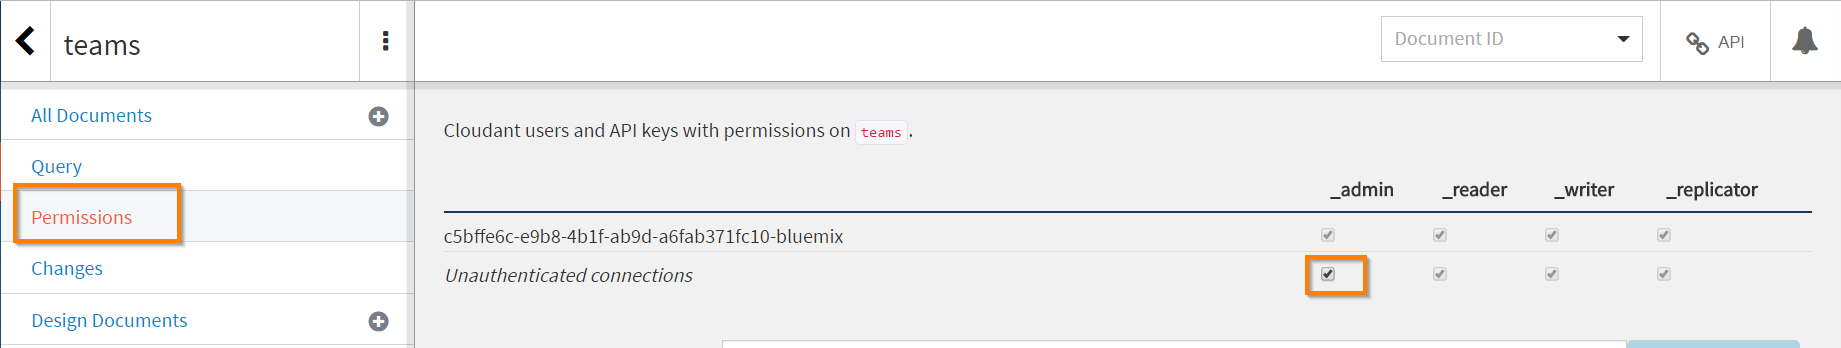 teams
Document ID
API
All Documents
Query
Permissions
Changes
Design Documents
Cloudant users and API keys with permissions on teams.
_admin _reader _writer _replicator
c5bffe6c-e9b8-4b1f-ab9d-a6fab371fc10-bluemix
Unauthenticated connections